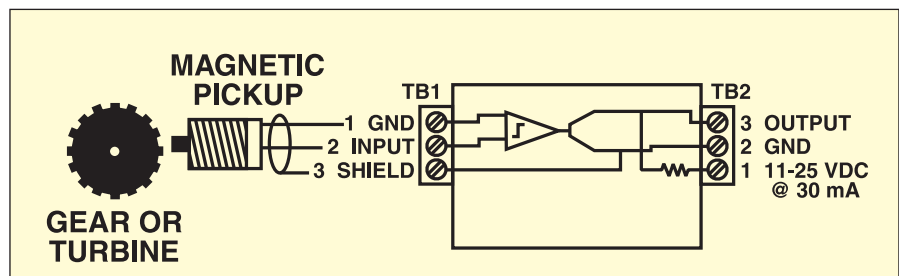 MAGNETIC
PICKUP
GEAR OR
TURBINE
TB1
1 GND
2 INPUT
3 SHIELD
TB2
3 OUTPUT
2 GND
1 11-25 VDC
@ 30 mA